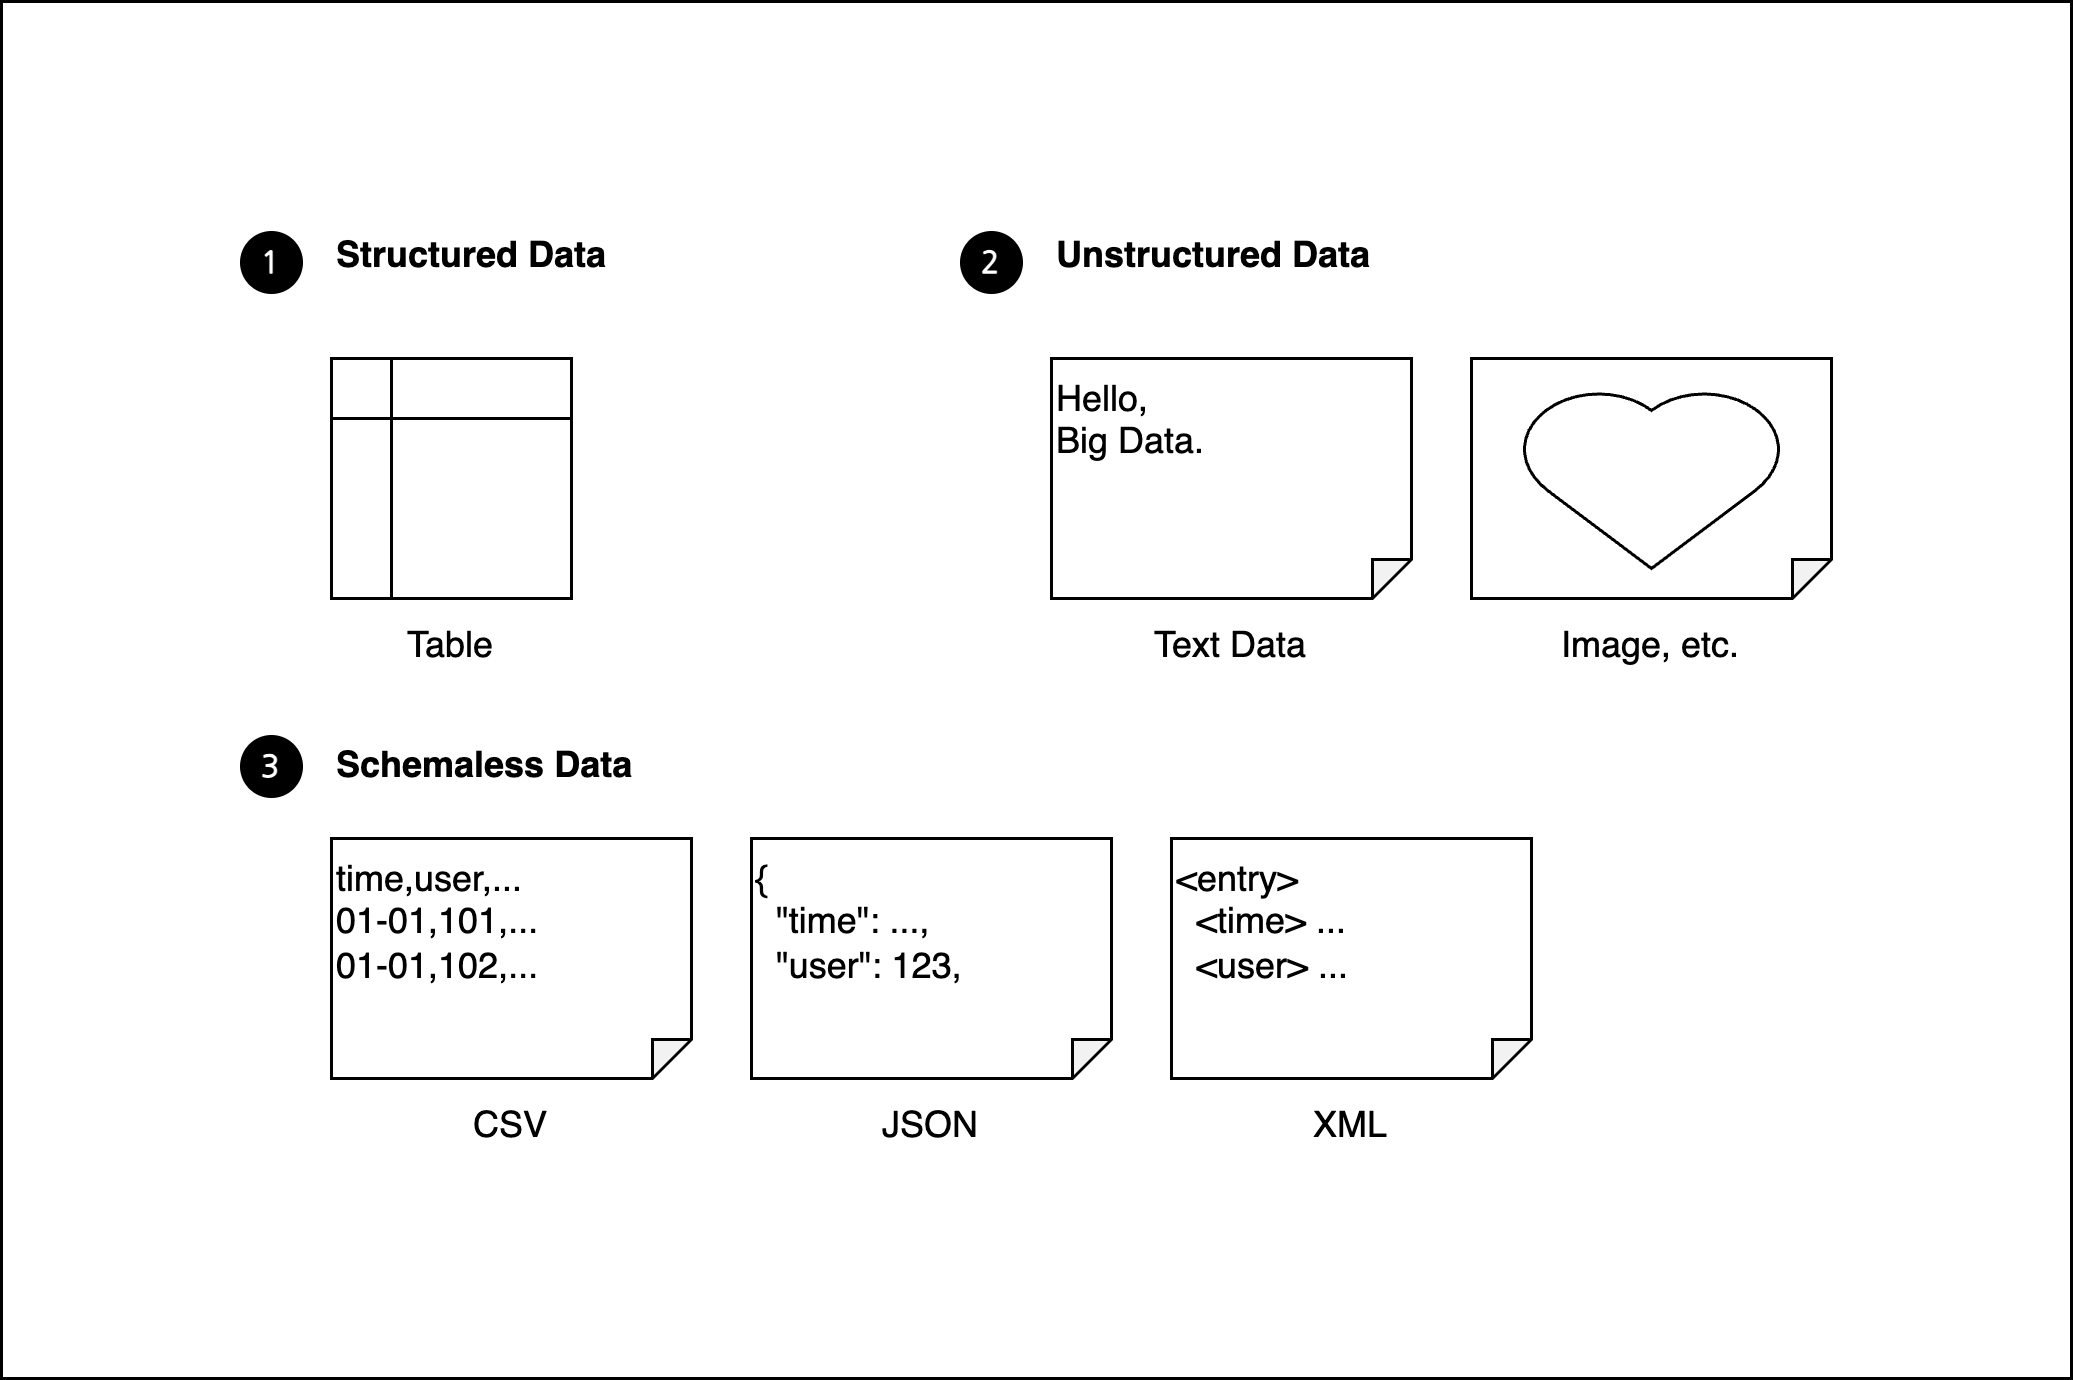 1 Structured Data
Table
2 Unstructured Data
Hello,
Big Data.
Text Data
Image, etc.
3 Schemaless Data
time,user,...
01-01,101,...
01-01,102,...
CSV
{
"time": ...,
"user": 123,
JSON
<entry>
<time> ...
<user> ...
XML